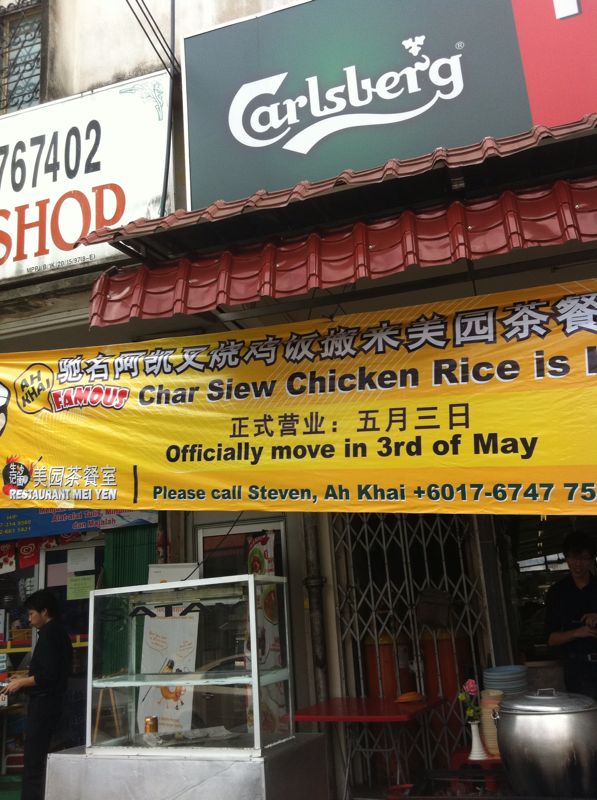 Carlsberg
®
767402
SHOP
驰名阿凯叉烧鸡饭搬来美园茶餐
AH KHAI
FAMOUS Char Siew Chicken Rice is
正式营业：五月三日
Officially move in 3rd of May
美园茶餐室
RESTAURANT MEI YEN
Please call Steven, Ah Khai +6017-6747 75
dan Majalah